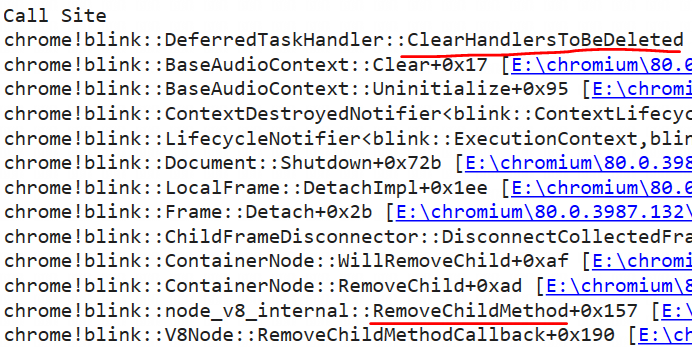 Call Site
chrome!blink::DeferredTaskHandler::ClearHandlersToBeDeleted
chrome!blink::BaseAudioContext::Clear+0x17 [E:\chromium\80.0
chrome!blink::BaseAudioContext::Uninitialize+0x95 [E:\chrom
chrome!blink::ContextDestroyedNotifier<blink::ContextLifecyc
chrome!blink::LifecycleNotifier<blink::ExecutionContext,blin
chrome!blink::Document::Shutdown+0x72b [E:\chromium\80.0.398
chrome!blink::LocalFrame::DetachImpl+0x1ee [E:\chromium\80.0
chrome!blink::Frame::Detach+0x2b [E:\chromium\80.0.3987.132\
chrome!blink::ChildFrameDisconnector::DisconnectCollectedFra
chrome!blink::ContainerNode::WillRemoveChild+0xaf [E:\chromi
chrome!blink::ContainerNode::RemoveChild+0xad [E:\chromium\8
chrome!blink::node_v8_internal::RemoveChildMethod+0x157 [E:\
chrome!blink::V8Node::RemoveChildMethodCallback+0x190 [E:\ch